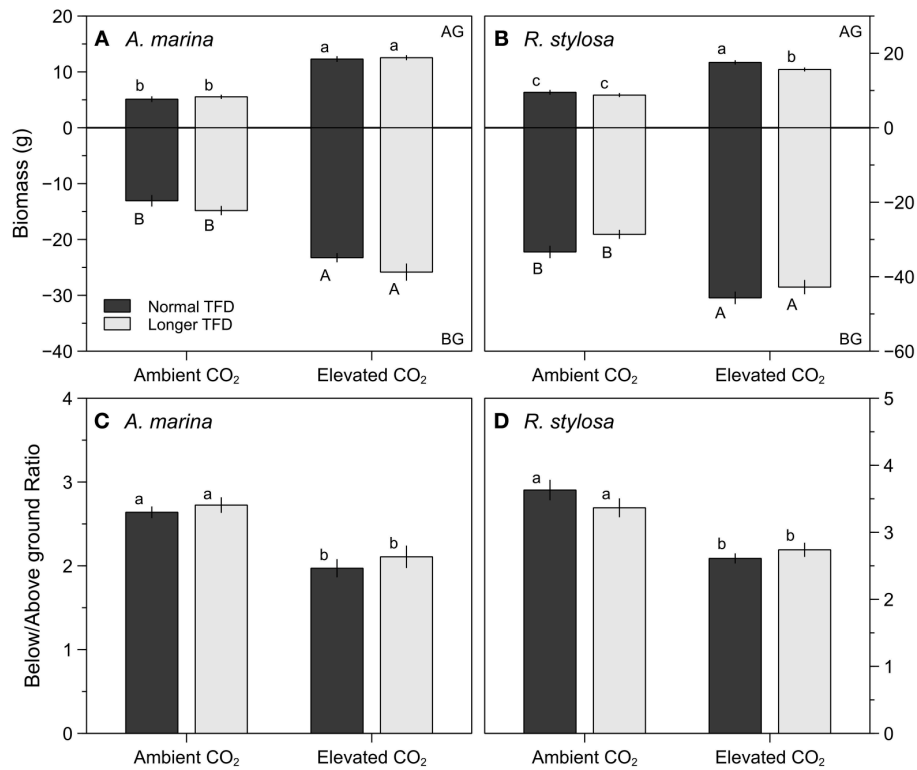 A A. marina AG
B R. stylosa AG
20
10
0
−10
−20
−30
−40
Biomass (g)
b b a a
B B A A
c c a b
B B A A
20
0
−20
−40
−60
Normal TFD
Longer TFD
BG
BG
Ambient CO₂ Elevated CO₂
Ambient CO₂ Elevated CO₂
C A. marina
D R. stylosa
4
3
2
1
0
Below/Above ground Ratio
a a b b
a a b b
5
4
3
2
1
0
Ambient CO₂ Elevated CO₂
Ambient CO₂ Elevated CO₂